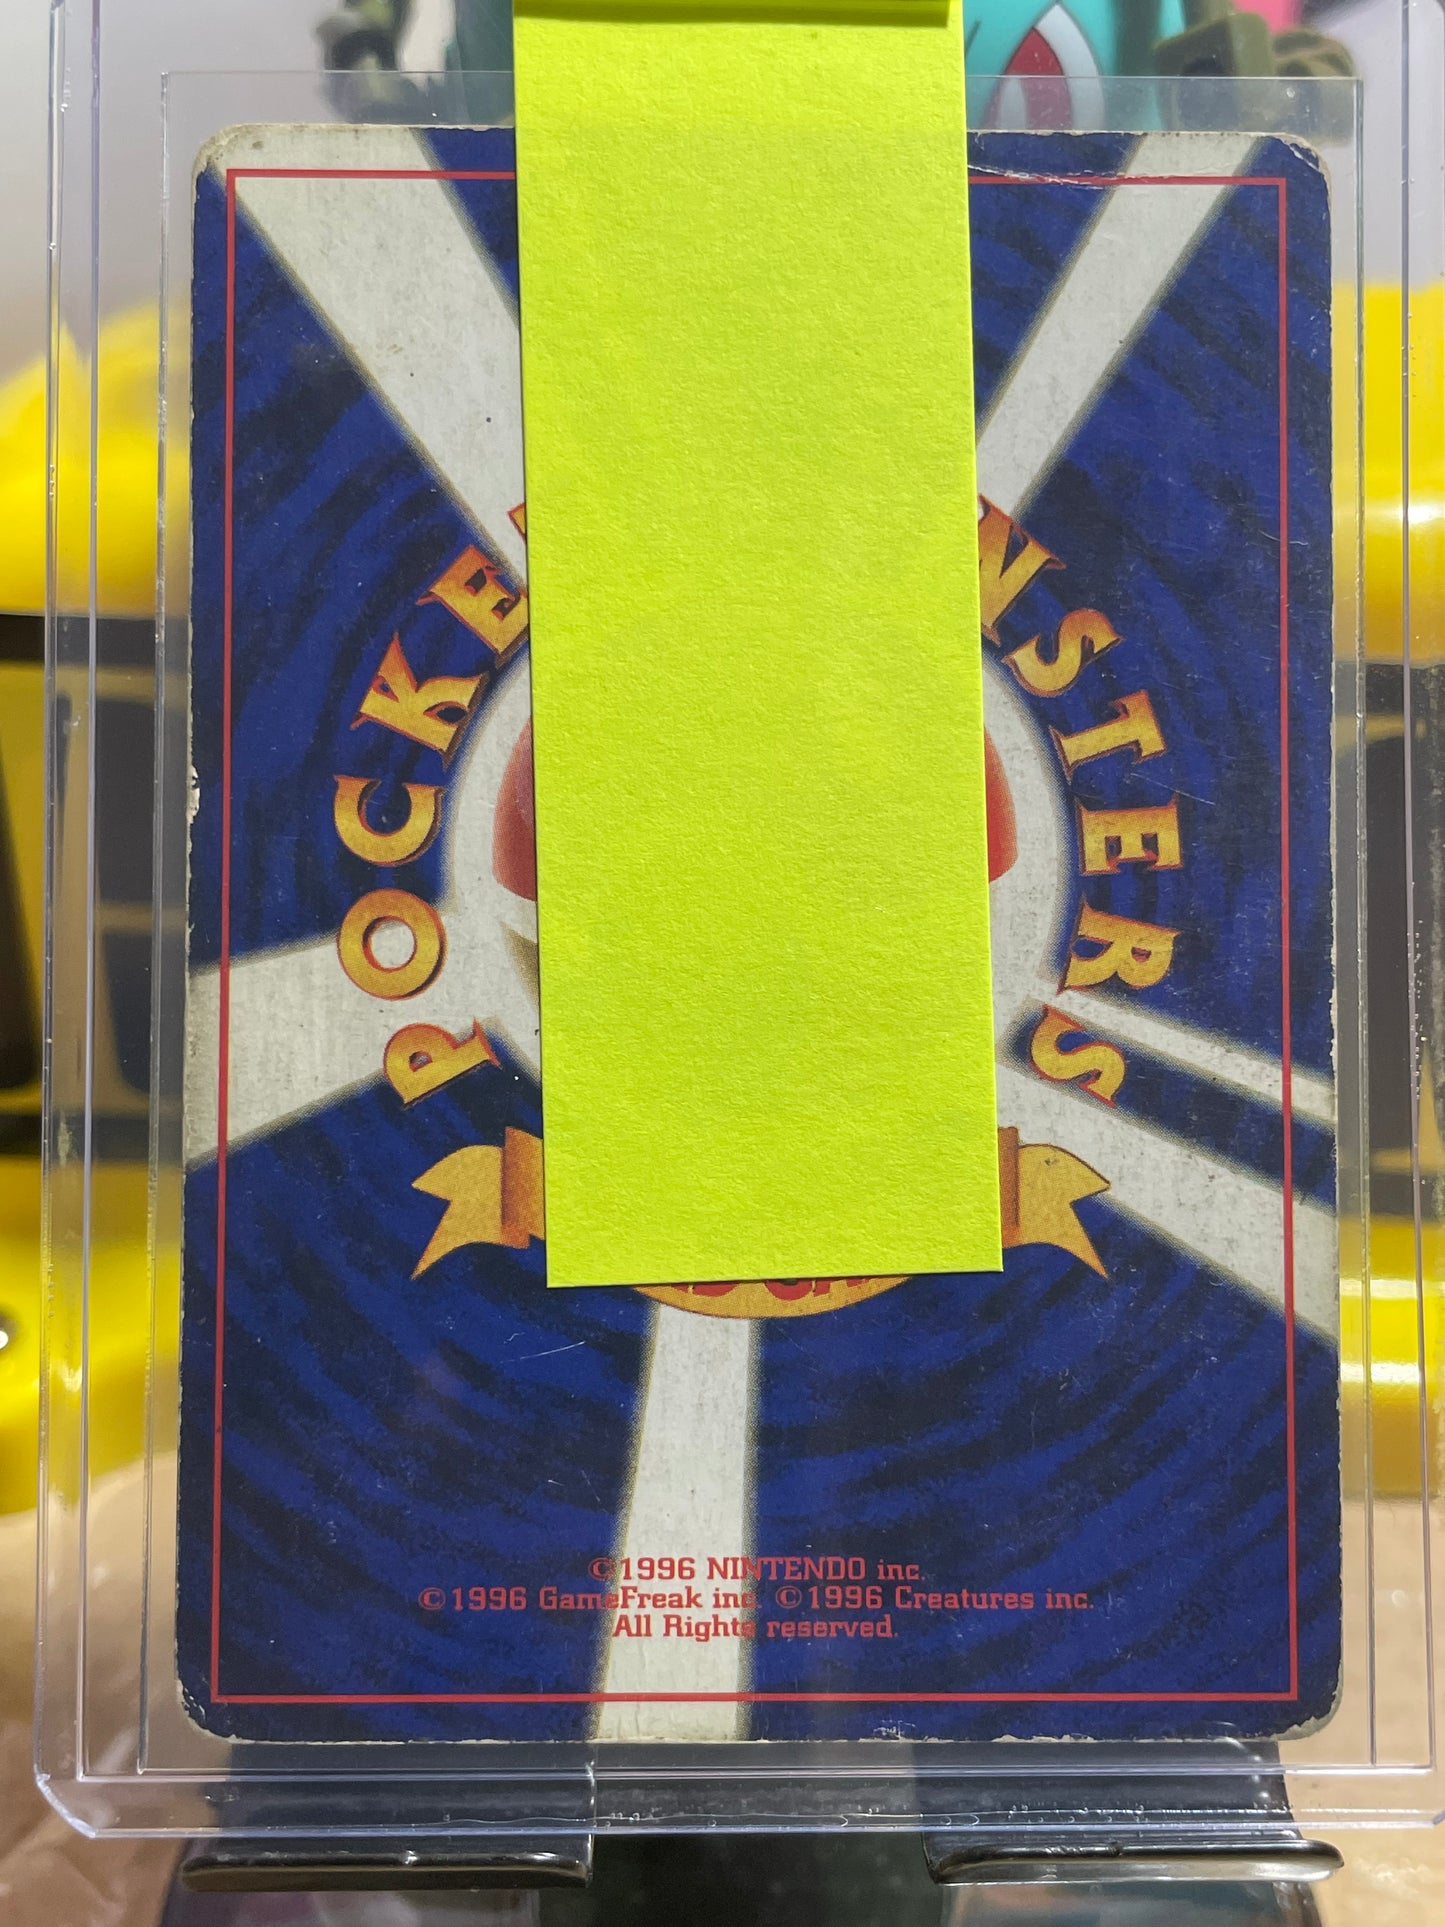 POCKE
NSTERS
©1996 NINTENDO inc.
©1996 GameFreak inc. ©1996 Creatures inc.
All Rights reserved.